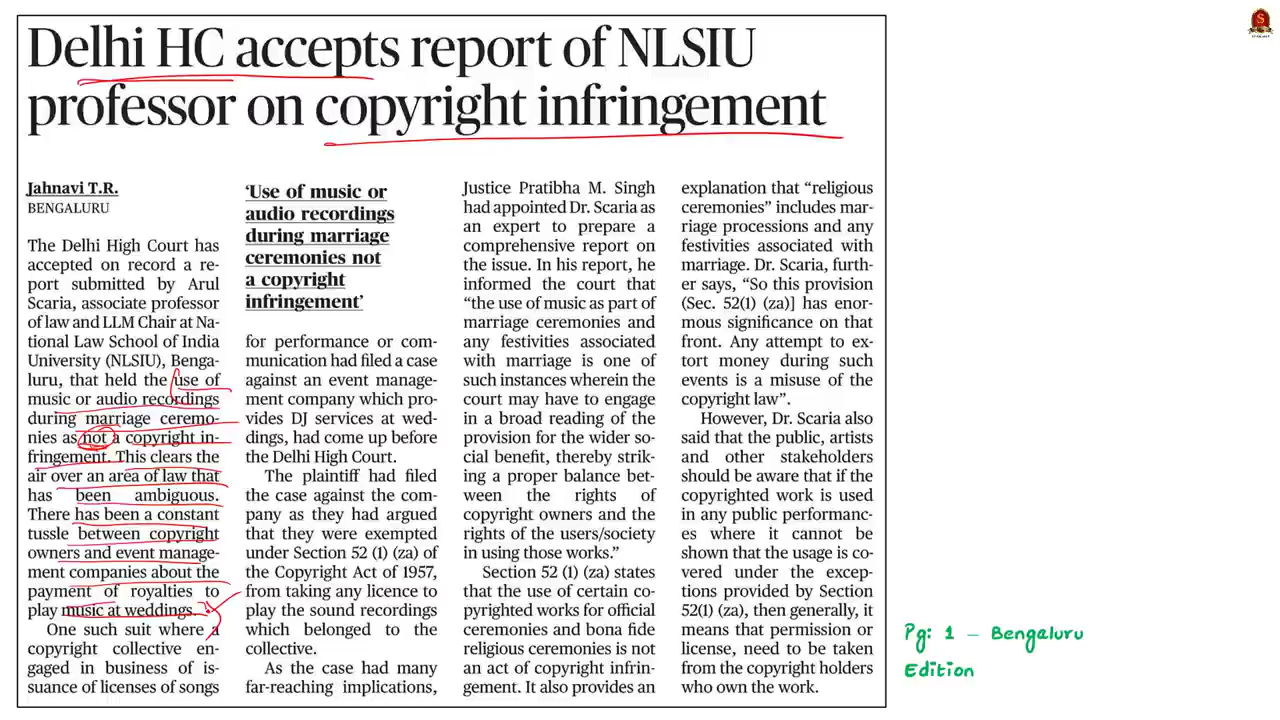 Delhi HC accepts report of NLSIU
professor on copyright infringement
Jahnavi T.R.
BENGALURU
The Delhi High Court has
accepted on record a re-
port submitted by Arul
Scaria, associate professor
of law and LLM Chair at Na-
tional Law School of India
University (NLSIU), Benga-
luru, that held the use of
music or audio recordings
during marriage ceremo-
nies as not a copyright in-
fringement. This clears the
air over an area of law that
has been ambiguous.
There has been a constant
tussle between copyright
owners and event manage-
ment companies about the
payment of royalties to
play music at weddings.
One such suit where a
copyright collective en-
gaged in business of is-
suance of licenses of songs
‘Use of music or
audio recordings
during marriage
ceremonies not
a copyright
infringement’
for performance or com-
munication had filed a case
against an event manage-
ment company which pro-
vides DJ services at wed-
dings, had come up before
the Delhi High Court.
The plaintiff had filed
the case against the com-
pany as they had argued
that they were exempted
under Section 52 (1) (za) of
the Copyright Act of 1957,
from taking any licence to
play the sound recordings
which belonged to the
collective.
As the case had many
far-reaching implications,
Justice Pratibha M. Singh
had appointed Dr. Scaria as
an expert to prepare a
comprehensive report on
the issue. In his report, he
informed the court that
“the use of music as part of
marriage ceremonies and
any festivities associated
with marriage is one of
such instances wherein the
court may have to engage
in a broad reading of the
provision for the wider so-
cial benefit, thereby strik-
ing a proper balance bet-
ween the rights of
copyright owners and the
rights of the users/society
in using those works.”
Section 52 (1) (za) states
that the use of certain co-
pyrighted works for official
ceremonies and bona fide
religious ceremonies is not
an act of copyright infrin-
gement. It also provides an
explanation that “religious
ceremonies” includes mar-
riage processions and any
festivities associated with
marriage. Dr. Scaria, furth-
er says, “So this provision
(Sec. 52(1) (za)] has enor-
mous significance on that
front. Any attempt to ex-
tort money during such
events is a misuse of the
copyright law”.
However, Dr. Scaria also
said that the public, artists
and other stakeholders
should be aware that if the
copyrighted work is used
in any public performanc-
es where it cannot be
shown that the usage is co-
vered under the excep-
tions provided by Section
52(1) (za), then generally, it
means that permission or
license, need to be taken
from the copyright holders
who own the work.
Pg: 1 – Bengaluru
Edition